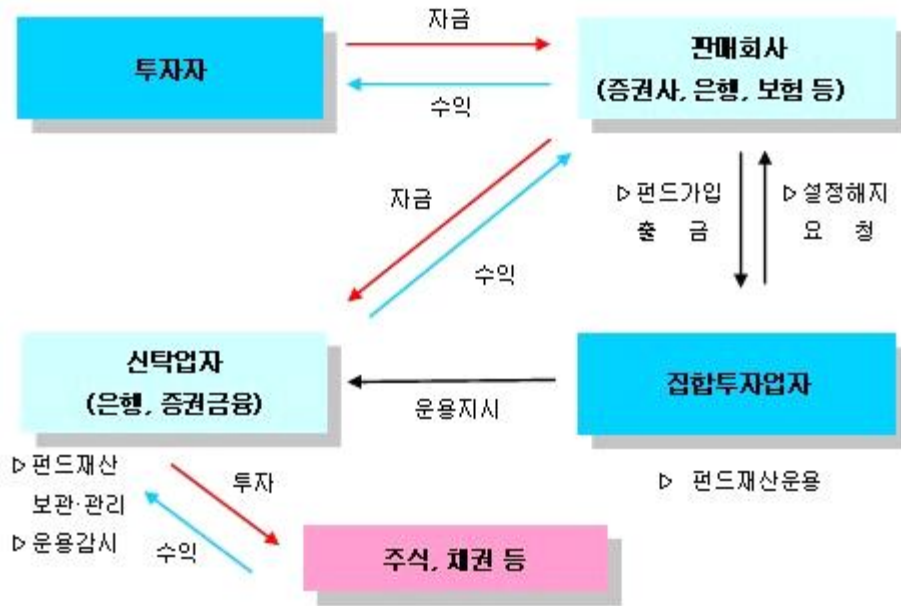 자금
투자자
판매회사
(증권사, 은행, 보험 등)
수익
자금
▷펀드가입
출 금
▷설정해지
요 청
수익
신탁업자
(은행, 증권금융)
운용지시
집합투자업자
▷펀드재산
보관·관리
▷운용감시
투자
수익
▷ 펀드재산운용
주식, 채권 등